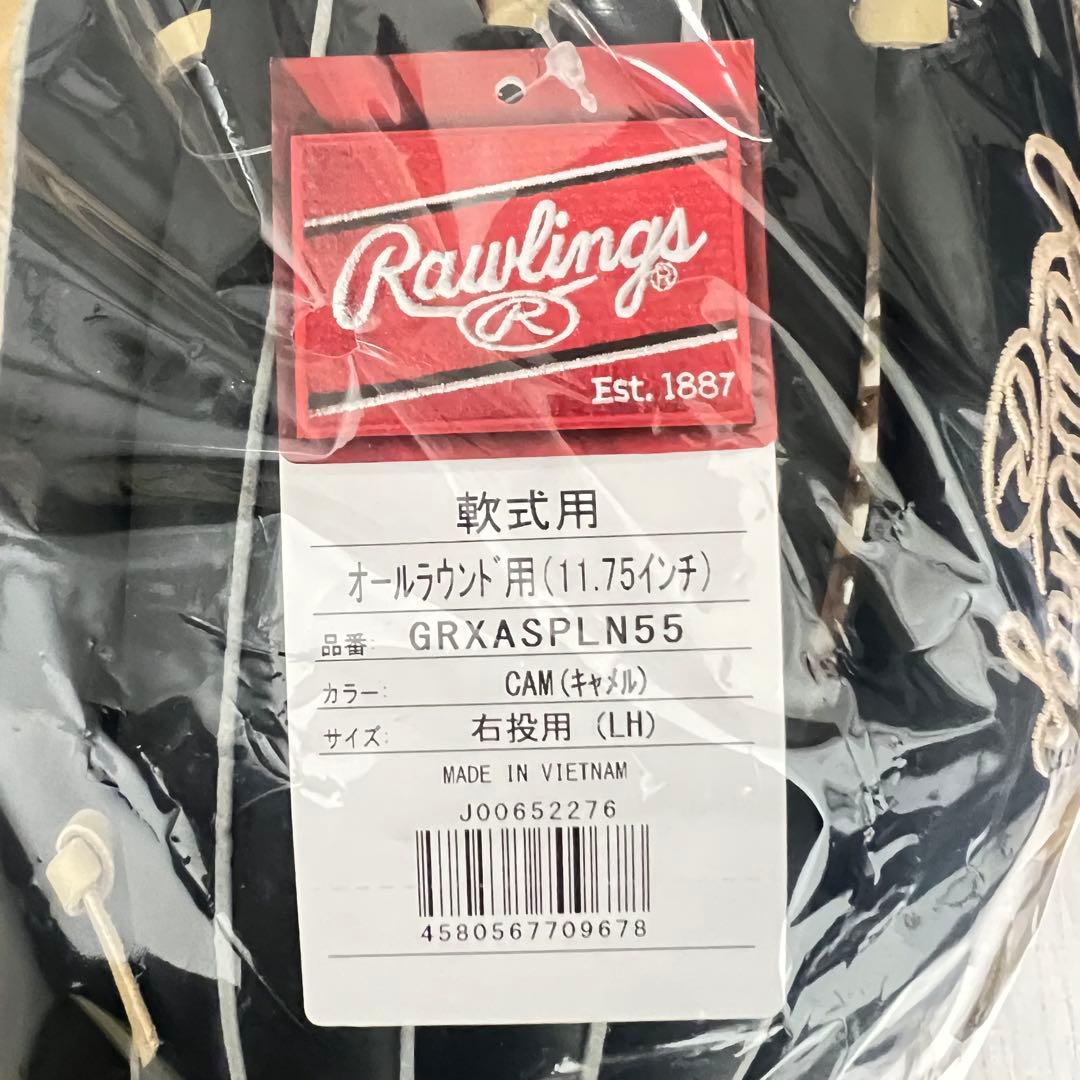 Rawlings®
R
Est. 1887
軟式用
オールラウンド用(11.75インチ)
品番: GRXASPLN55
カラー: CAM(キャメル)
サイズ: 右投用 (LH)
MADE IN VIETNAM
J00652276
4580567709678
Rawlings
R